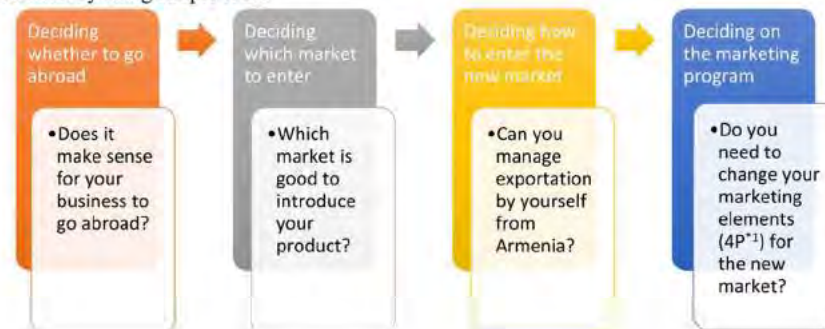 Deciding
whether to go
abroad
•Does it
make sense
for your
business to
go abroad?
Deciding
which market
to enter
•Which
market is
good to
introduce
your
product?
Deciding how
to enter the
new market
•Can you
manage
exportation
by yourself
from
Armenia?
Deciding on
the marketing
program
•Do you
need to
change your
marketing
elements
(4P*1) for
the new
market?